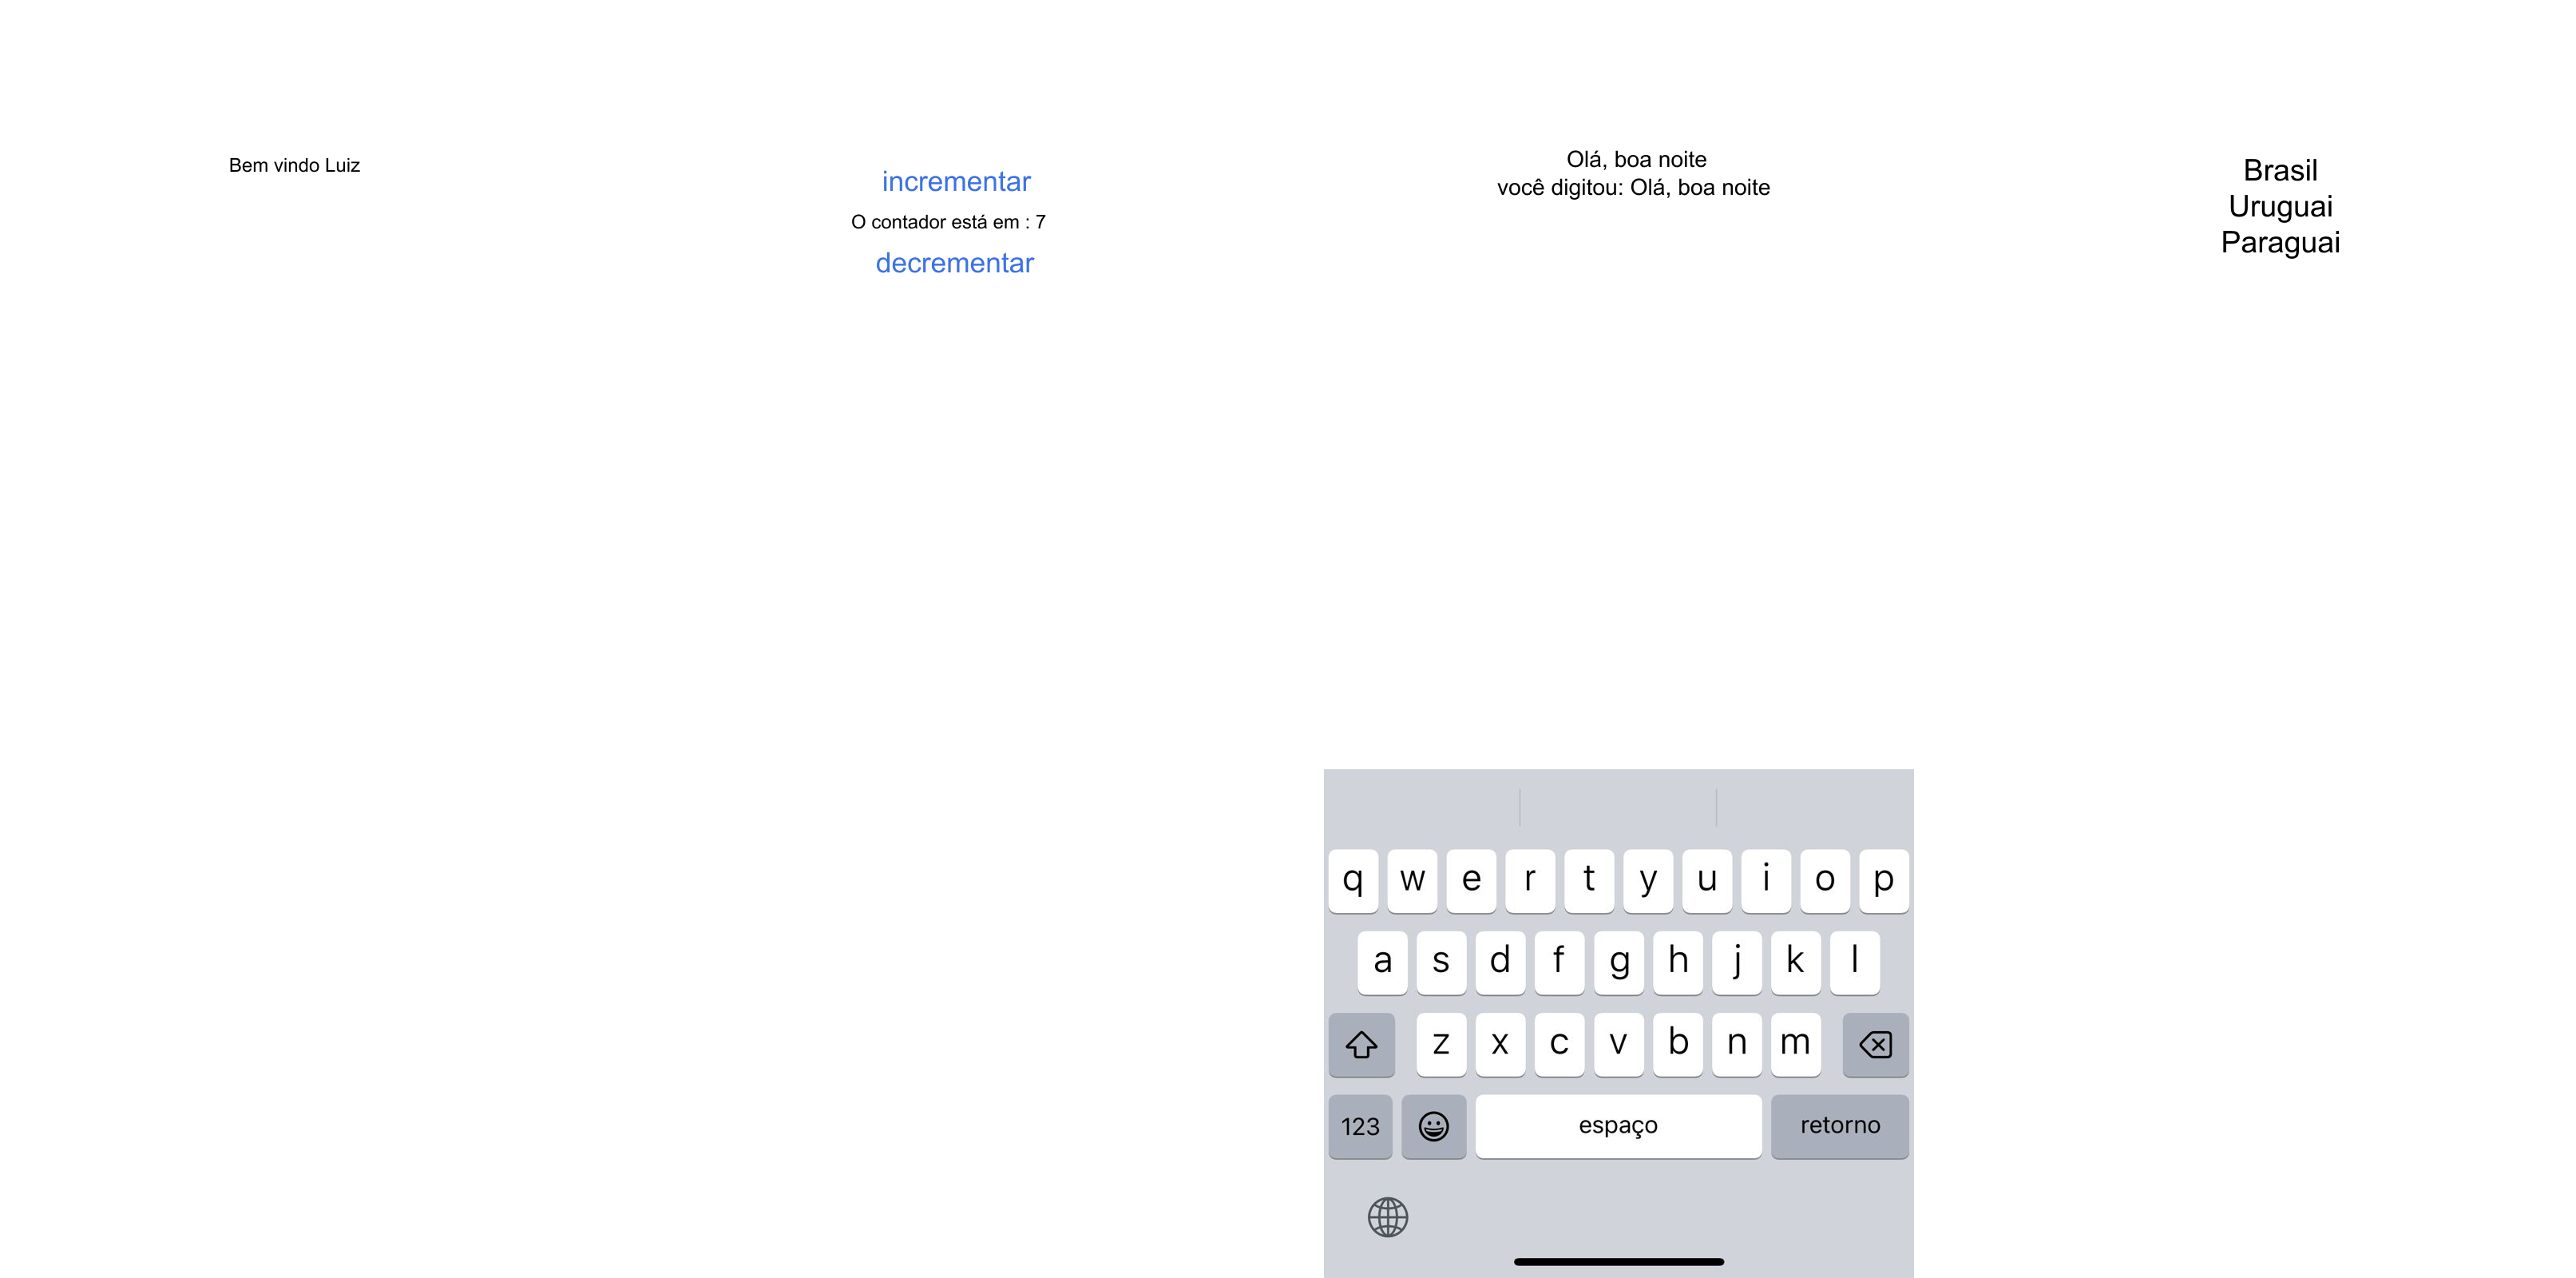 Bem vindo Luiz
incrementar
O contador está em : 7
decrementar
Olá, boa noite
você digitou: Olá, boa noite
Brasil
Uruguai
Paraguai
q w e r t y u i o p
a s d f g h j k l
z x c v b n m
123 espaço retorno